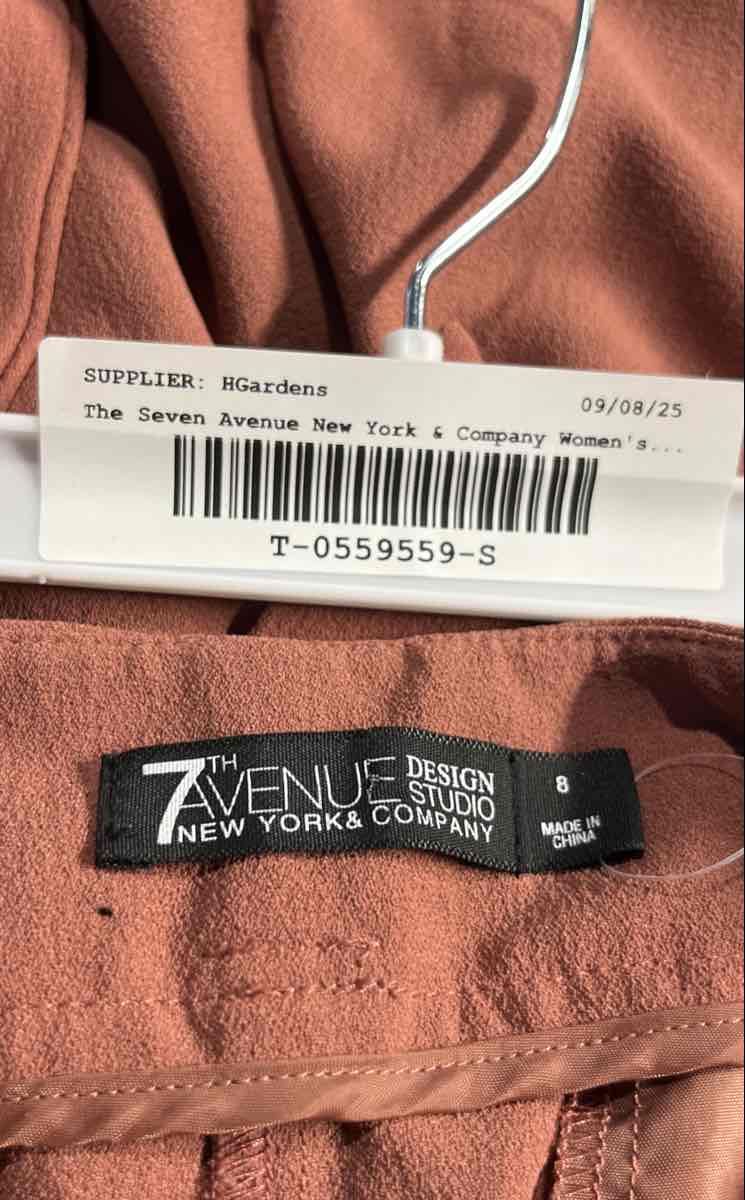 SUPPLIER: HGardens
09/08/25
The Seven Avenue New York & Company Women's...
T-0559559-S
7TH AVENUE DESIGN STUDIO
NEW YORK & COMPANY
8
MADE IN
CHINA